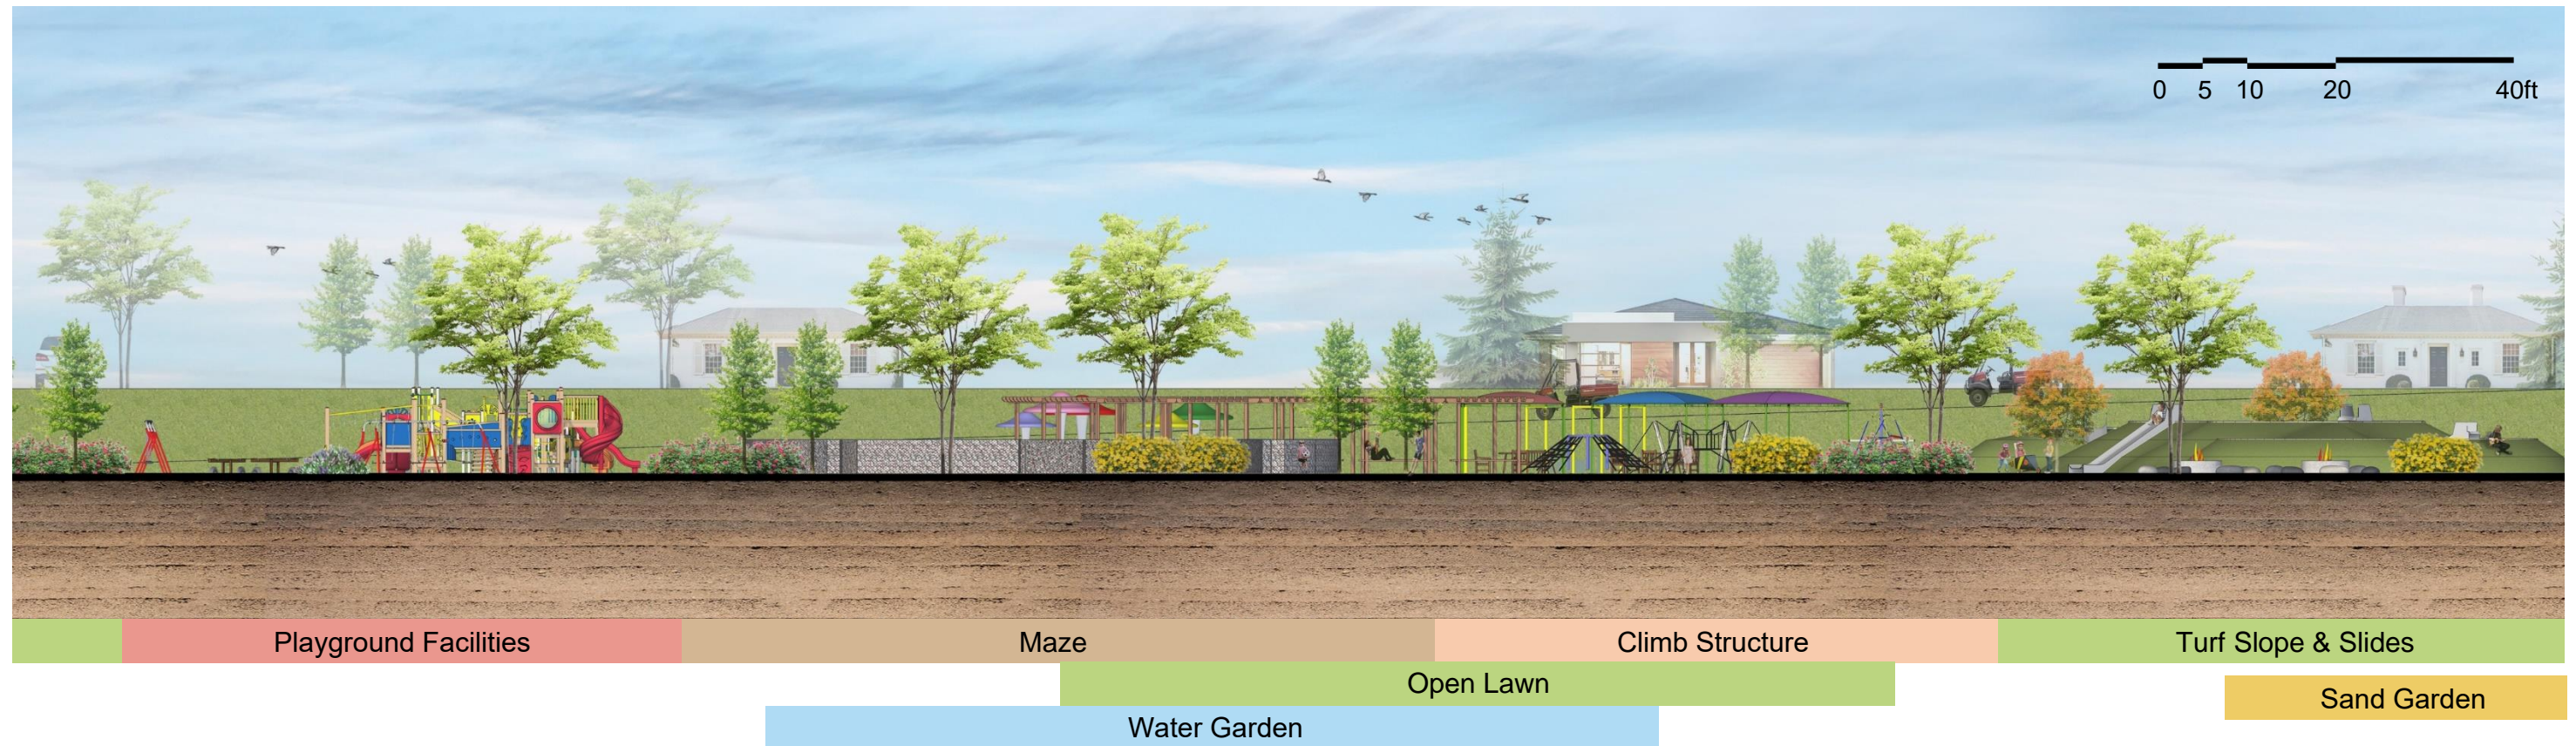 0 5 10 20 40ft
Playground Facilities Maze Climb Structure Turf Slope & Slides
Open Lawn
Sand Garden
Water Garden